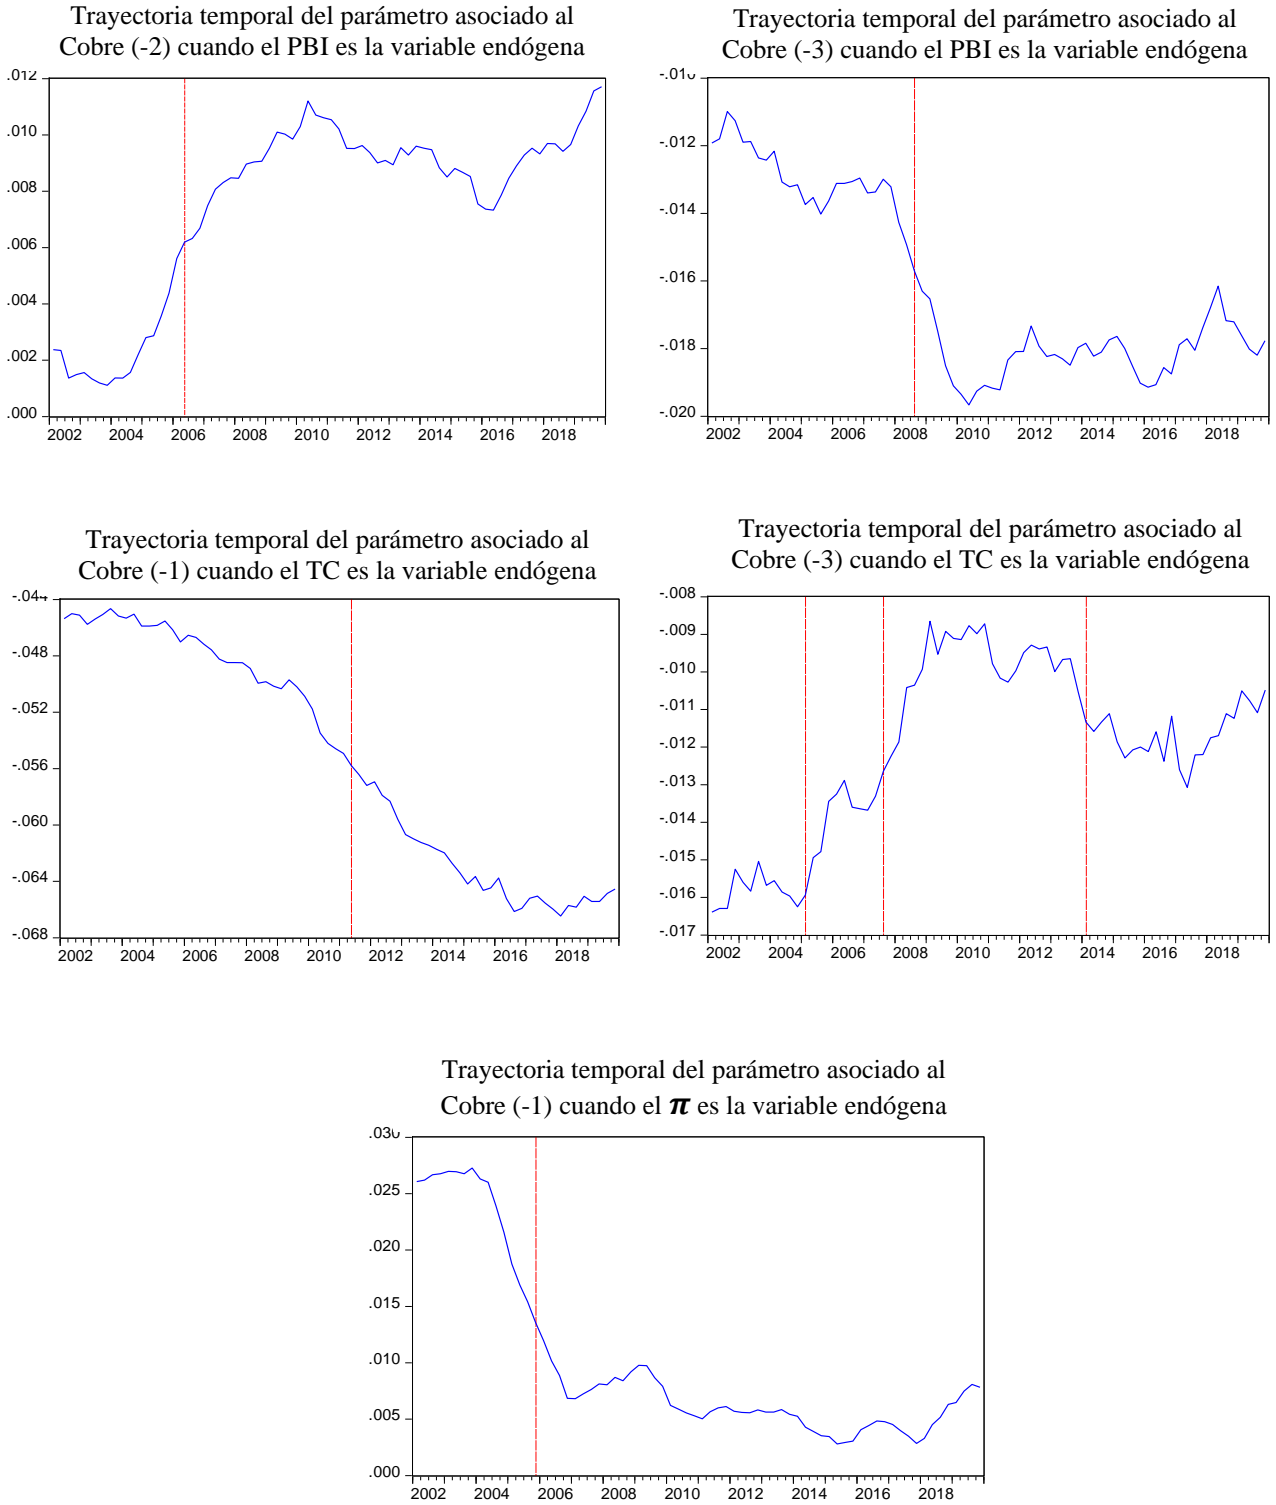 Trayectoria temporal del parámetro asociado al
Cobre (-2) cuando el PBI es la variable endógena
.012
.010
.008
.006
.004
.002
.000
2002 2004 2006 2008 2010 2012 2014 2016 2018
Trayectoria temporal del parámetro asociado al
Cobre (-3) cuando el PBI es la variable endógena
-.010
-.012
-.014
-.016
-.018
-.020
2002 2004 2006 2008 2010 2012 2014 2016 2018
Trayectoria temporal del parámetro asociado al
Cobre (-1) cuando el TC es la variable endógena
-.044
-.048
-.052
-.056
-.060
-.064
-.068
2002 2004 2006 2008 2010 2012 2014 2016 2018
Trayectoria temporal del parámetro asociado al
Cobre (-3) cuando el TC es la variable endógena
-.008
-.009
-.010
-.011
-.012
-.013
-.014
-.015
-.016
-.017
2002 2004 2006 2008 2010 2012 2014 2016 2018
Trayectoria temporal del parámetro asociado al
Cobre (-1) cuando el π es la variable endógena
.030
.025
.020
.015
.010
.005
.000
2002 2004 2006 2008 2010 2012 2014 2016 2018